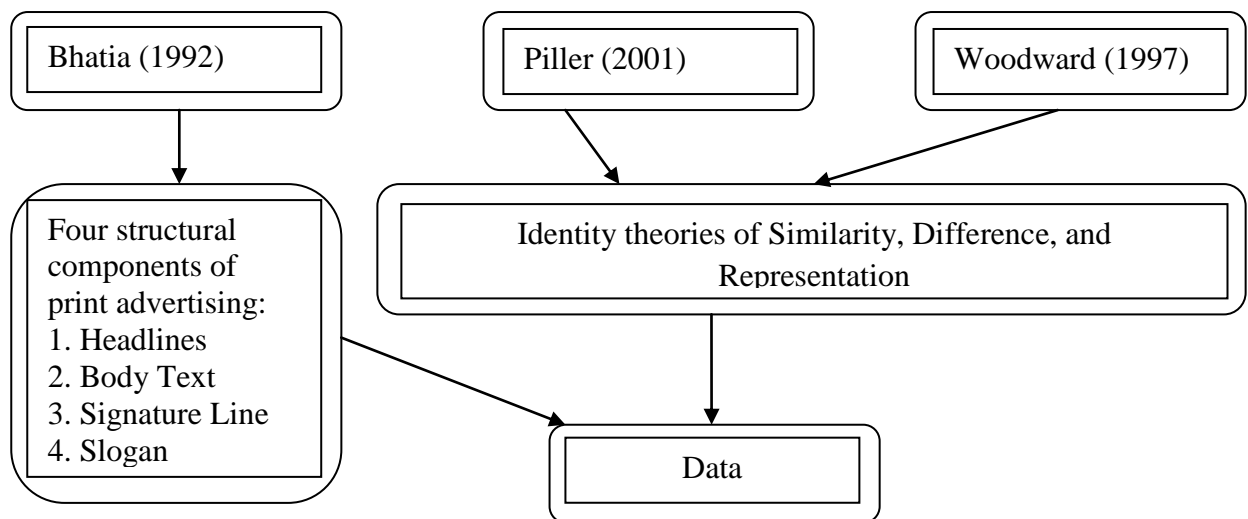 Bhatia (1992)
Piller (2001)
Woodward (1997)
Four structural
components of
print advertising:
1. Headlines
2. Body Text
3. Signature Line
4. Slogan
Identity theories of Similarity, Difference, and
Representation
Data